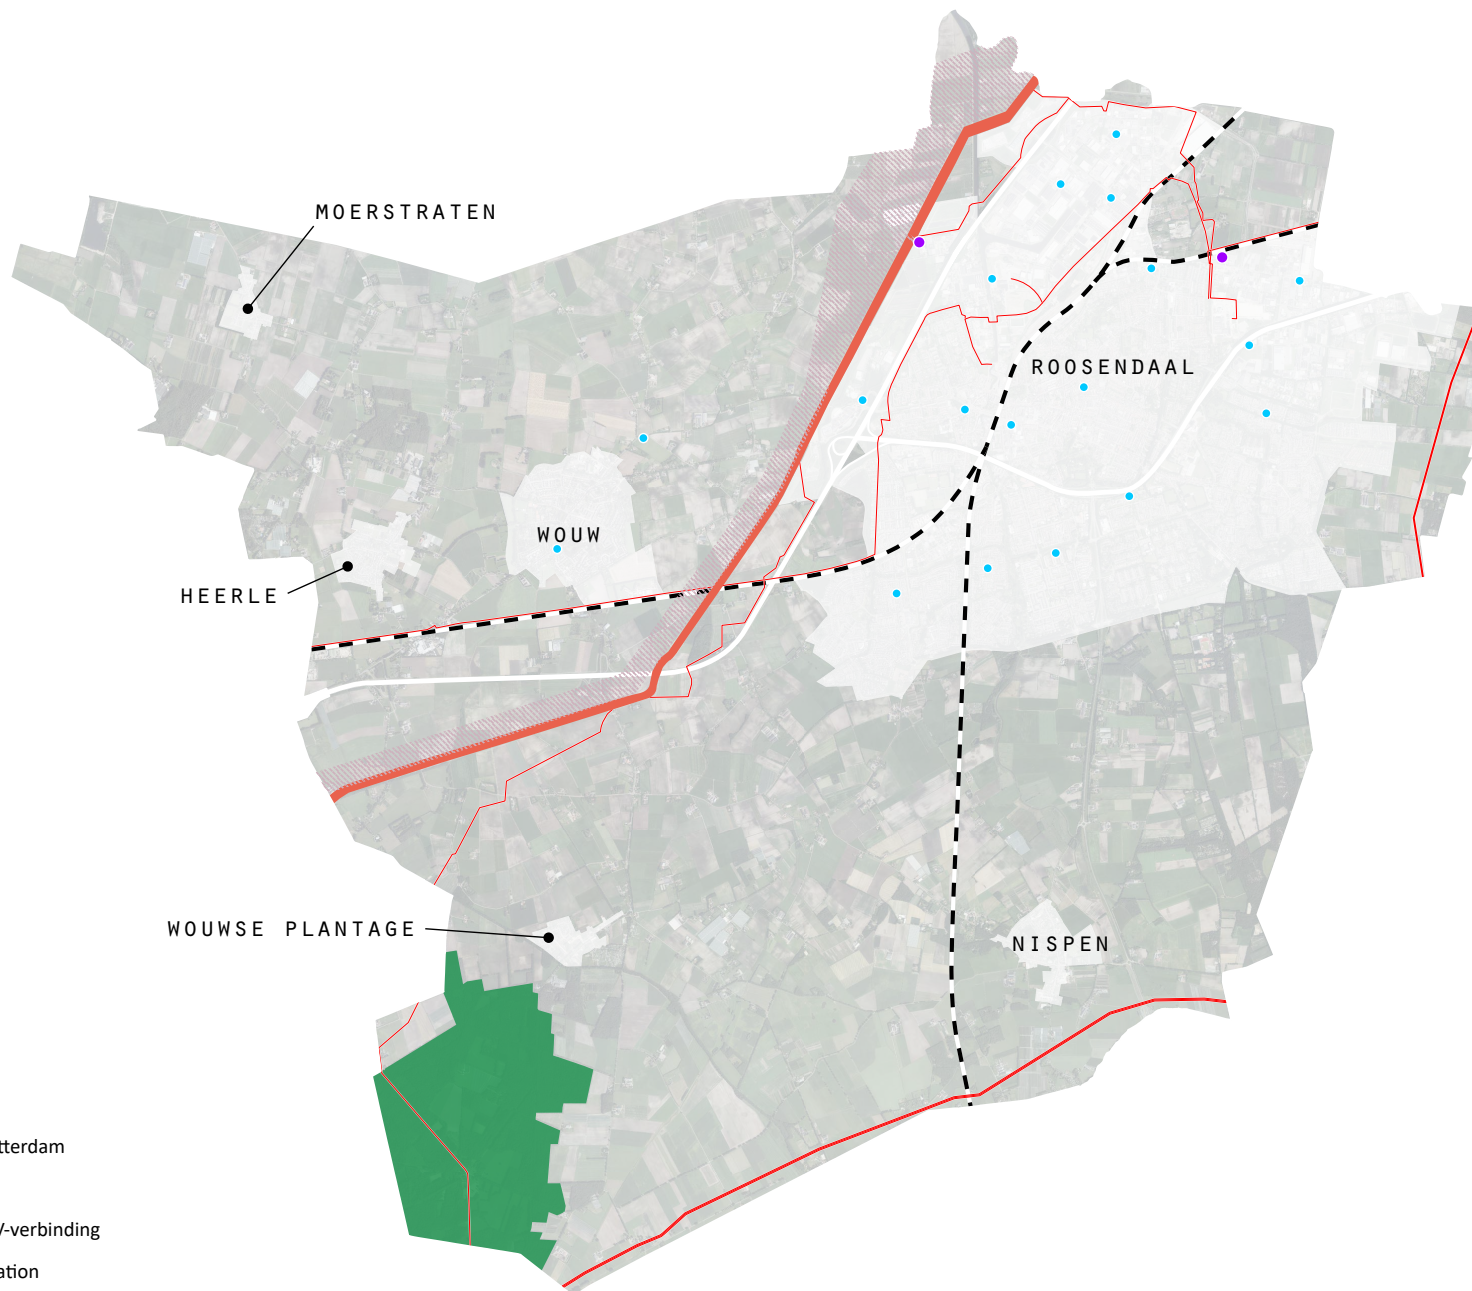 MOERSTRATEN
ROOSENDAAL
WOUW
HEERLE
WOUWSE PLANTAGE
NISPEN
tterdam
/-verbinding
ation